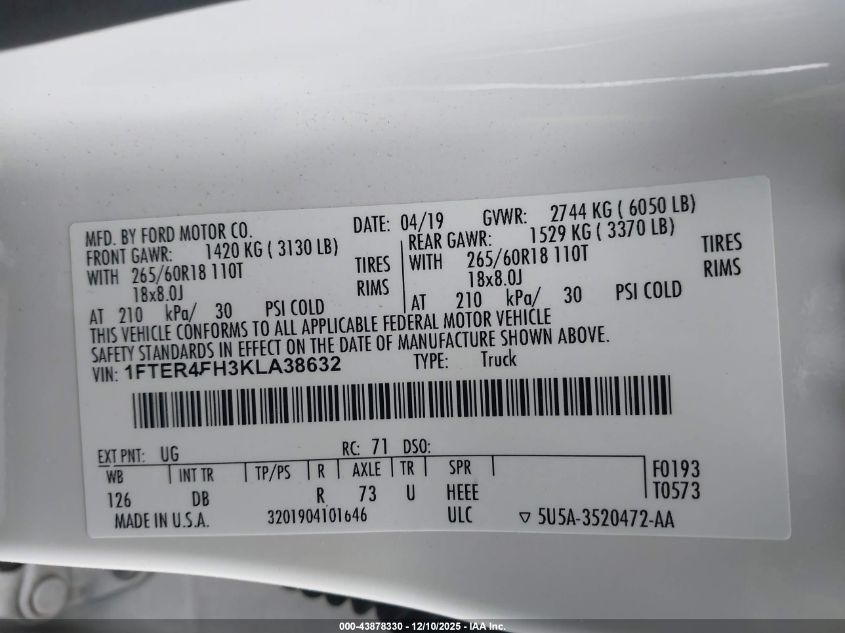 MFD. BY FORD MOTOR CO. DATE: 04/19 GVWR: 2744 KG ( 6050 LB)
FRONT GAWR: 1420 KG ( 3130 LB) REAR GAWR: 1529 KG ( 3370 LB)
WITH 265/60R18 110T TIRES WITH 265/60R18 110T TIRES
18x8.0J RIMS 18x8.0J RIMS
AT 210 kPa/ 30 PSI COLD AT 210 kPa/ 30 PSI COLD
THIS VEHICLE CONFORMS TO ALL APPLICABLE FEDERAL MOTOR VEHICLE
SAFETY STANDARDS IN EFFECT ON THE DATE OF MANUFACTURE SHOWN ABOVE.
VIN: 1FTER4FH3KLA38632 TYPE: Truck
EXT PNT: UG RC: 71 DSO:
WB INT TR TP/PS R AXLE TR SPR F0193
126 DB R 73 U HEEE T0573
MADE IN U.S.A. 3201904101646 ULC ▽ 5U5A-3520472-AA
000-43878330 — 12/10/2025 — IAA Inc.